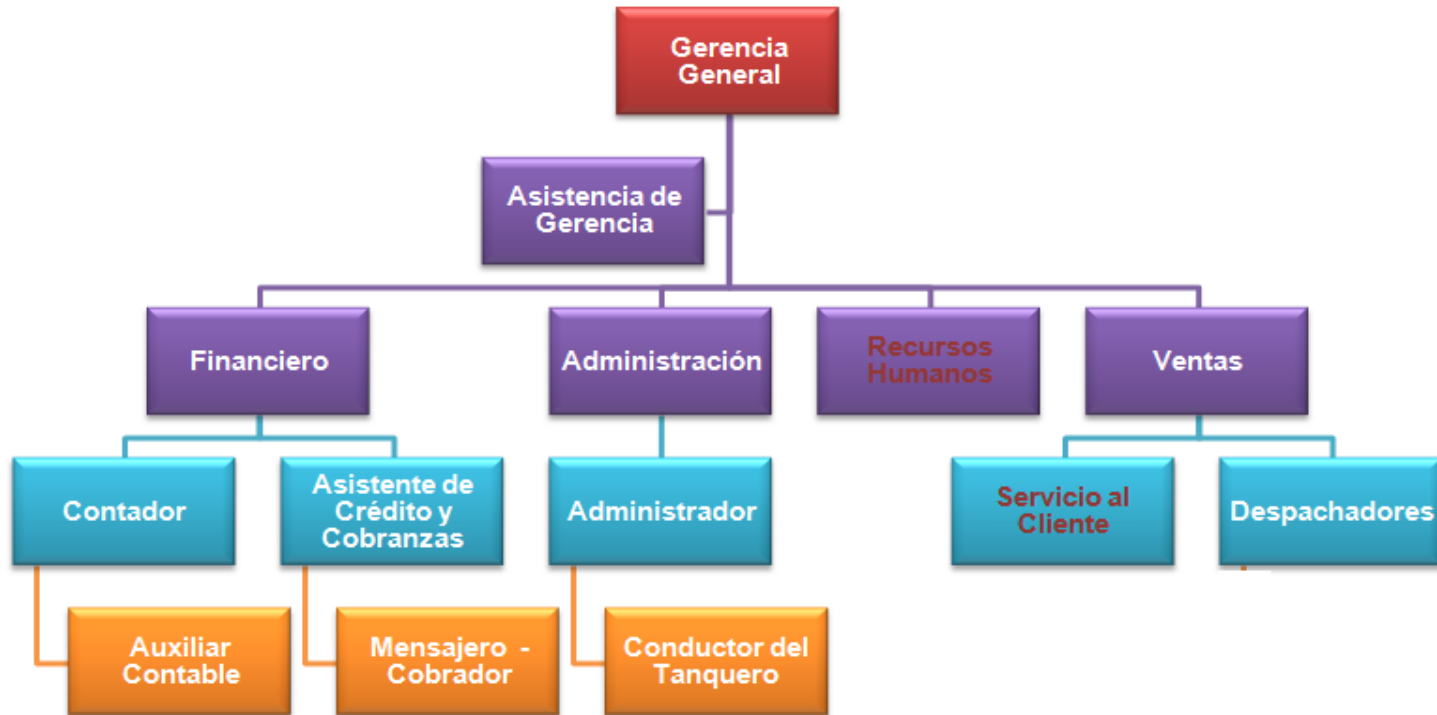 Gerencia
General
Asistencia de
Gerencia
Financiero
Administración
Recursos
Humanos
Ventas
Contador
Asistente de
Crédito y
Cobranzas
Administrador
Servicio al
Cliente
Despachadores
Auxiliar
Contable
Mensajero -
Cobrador
Conductor del
Tanquero